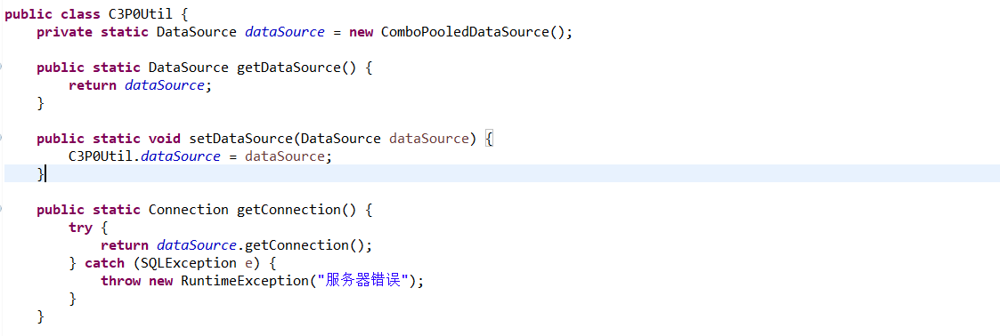 public class C3P0Util {
    private static DataSource dataSource = new ComboPooledDataSource();

    public static DataSource getDataSource() {
        return dataSource;
    }

    public static void setDataSource(DataSource dataSource) {
        C3P0Util.dataSource = dataSource;
    }

    public static Connection getConnection() {
        try {
            return dataSource.getConnection();
        } catch (SQLException e) {
            throw new RuntimeException("服务器错误");
        }
    }